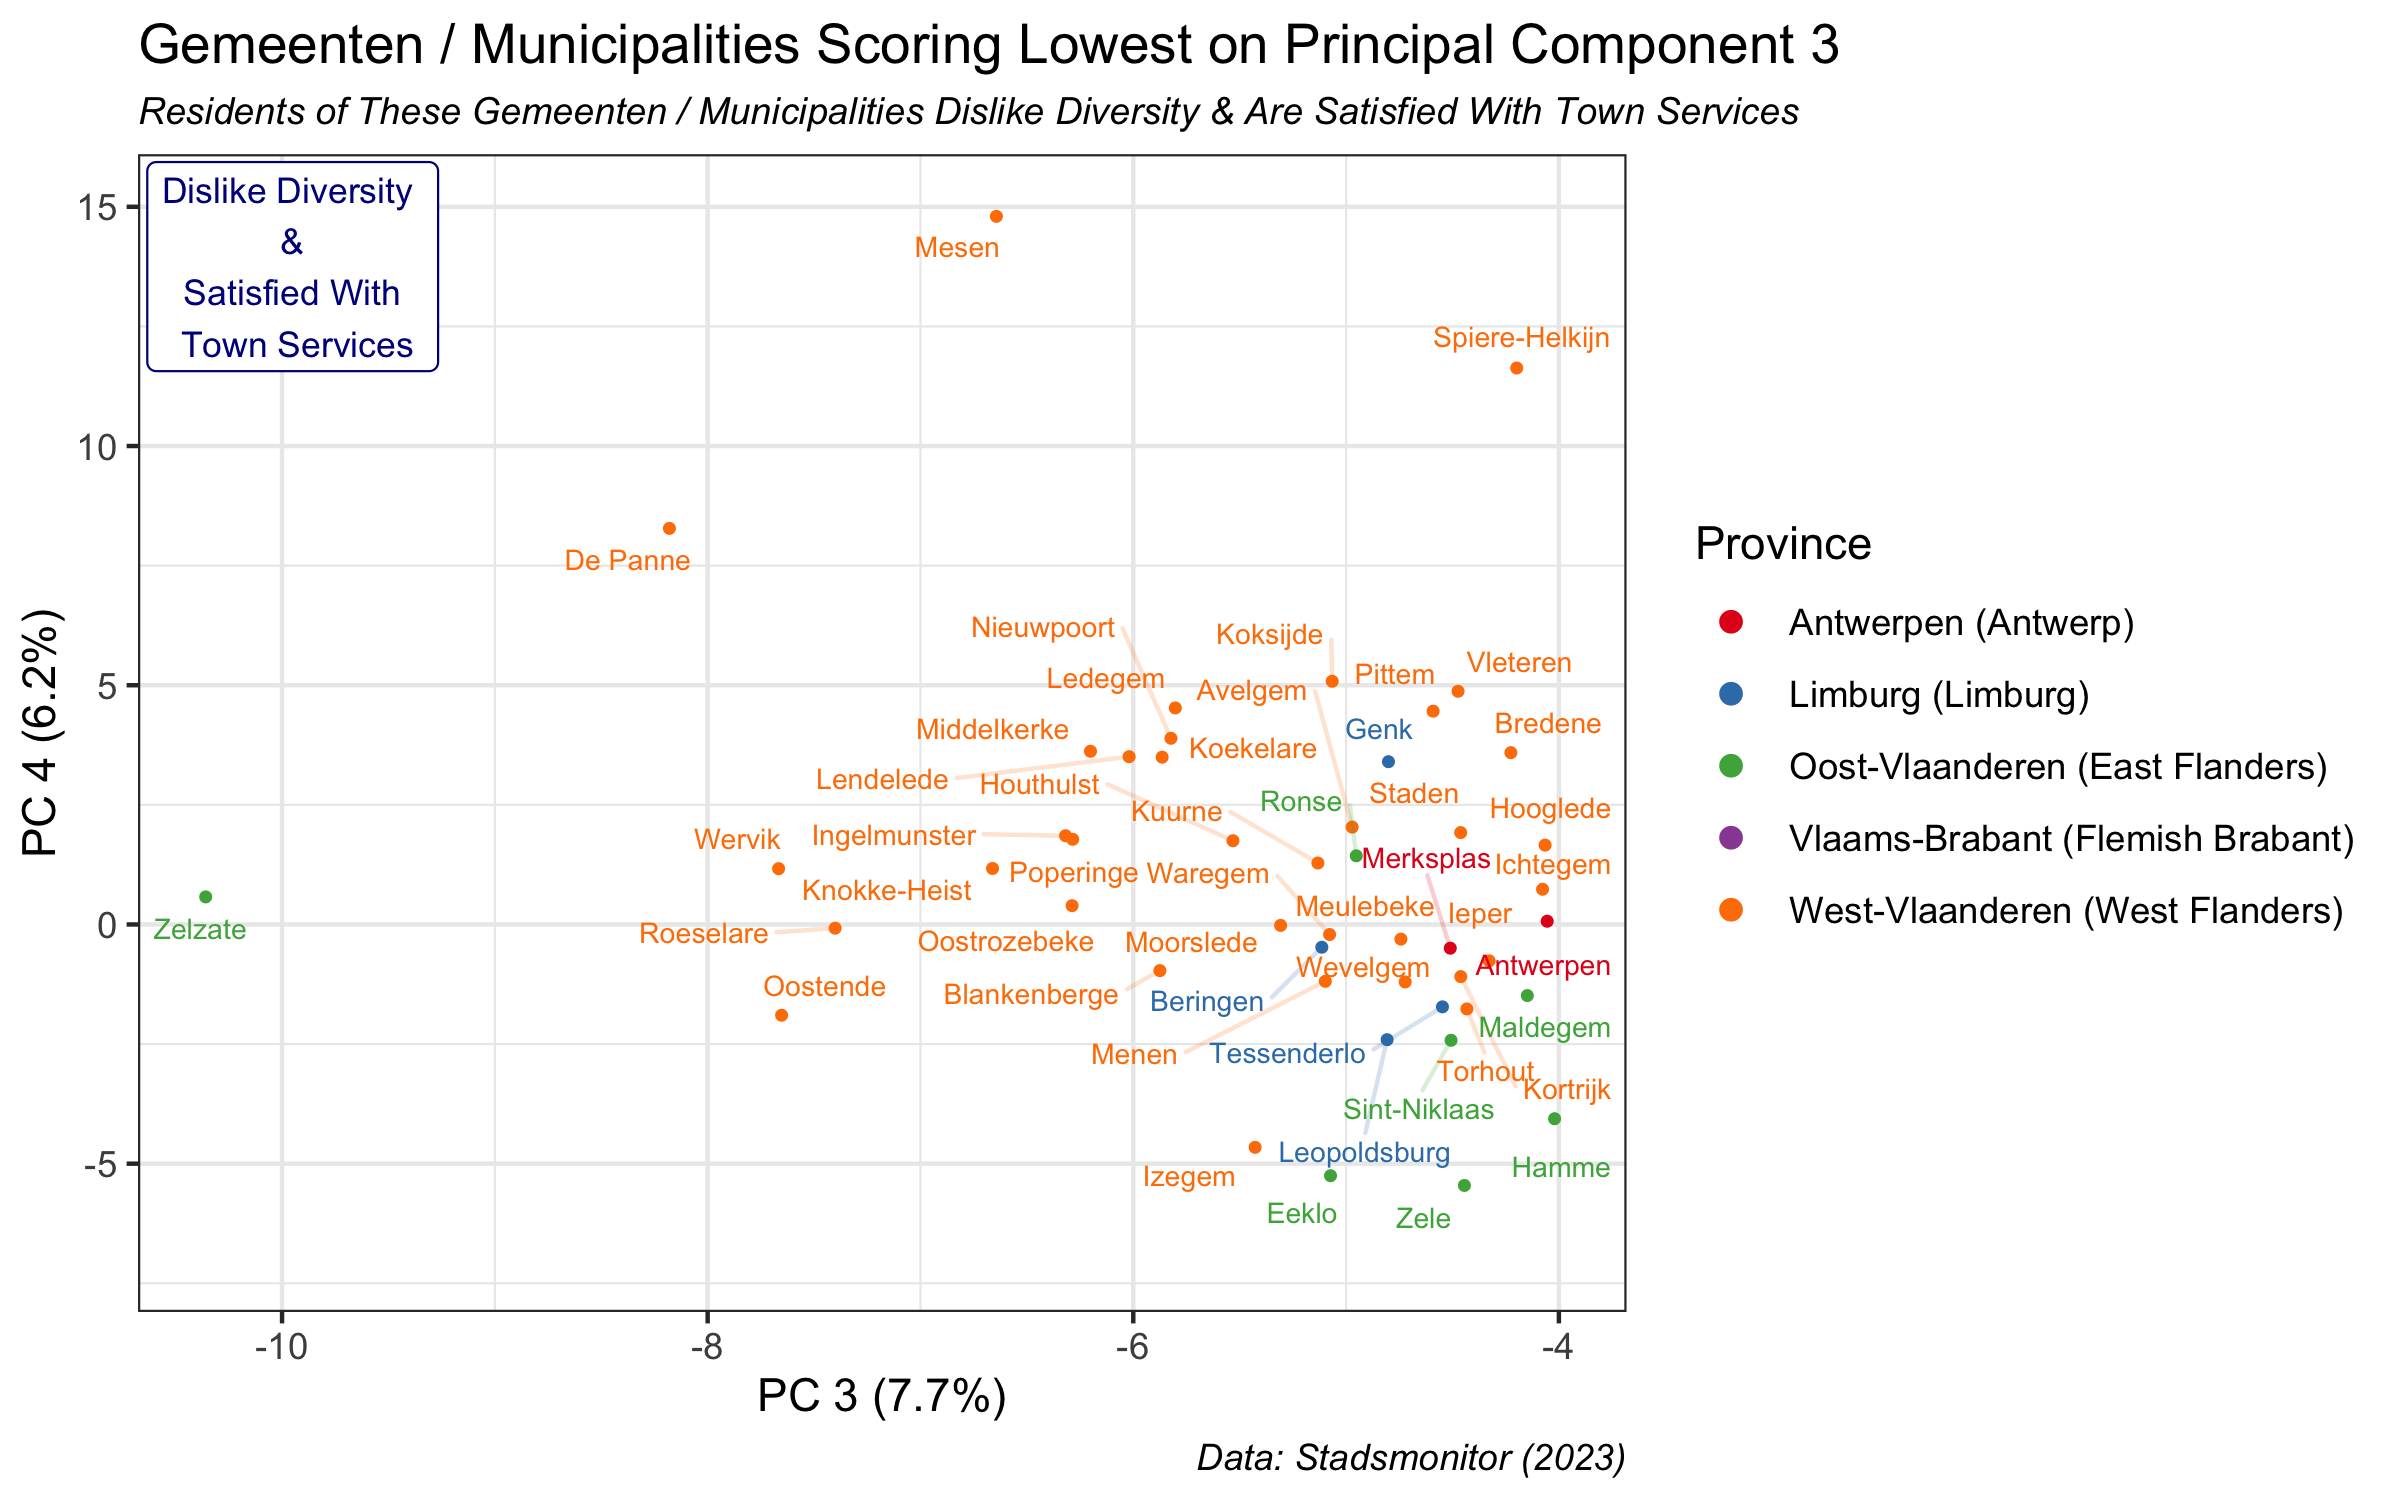 Gemeenten / Municipalities Scoring Lowest on Principal Component 3
Residents of These Gemeenten / Municipalities Dislike Diversity & Are Satisfied With Town Services
Dislike Diversity
&
Satisfied With
Town Services
15
10
5
0
-5
PC 4 (6.2%)
Mesen
Spiere-Helkijn
De Panne
Nieuwpoort
Koksijde
Vleteren
Ledegem
Pittem
Avelgem
Middelkerke
Genk
Bredene
Koekelare
Lendelede
Houthulst
Staden
Ronse
Hooglede
Kuurne
Wervik
Ingelmunster
Merksplas
Ichtegem
Poperinge
Waregem
Knokke-Heist
Meulebeke
Ieper
Zelzate
Roeselare
Oostrozebeke
Moorslede
Wevelgem
Antwerpen
Oostende
Blankenberge
Beringen
Maldegem
Menen
Tessenderlo
Torhout
Kortrijk
Sint-Niklaas
Leopoldsburg
Hamme
Izegem
Eeklo
Zele
-10
-8
-6
-4
PC 3 (7.7%)
Province
Antwerpen (Antwerp)
Limburg (Limburg)
Oost-Vlaanderen (East Flanders)
Vlaams-Brabant (Flemish Brabant)
West-Vlaanderen (West Flanders)
Data: Stadsmonitor (2023)